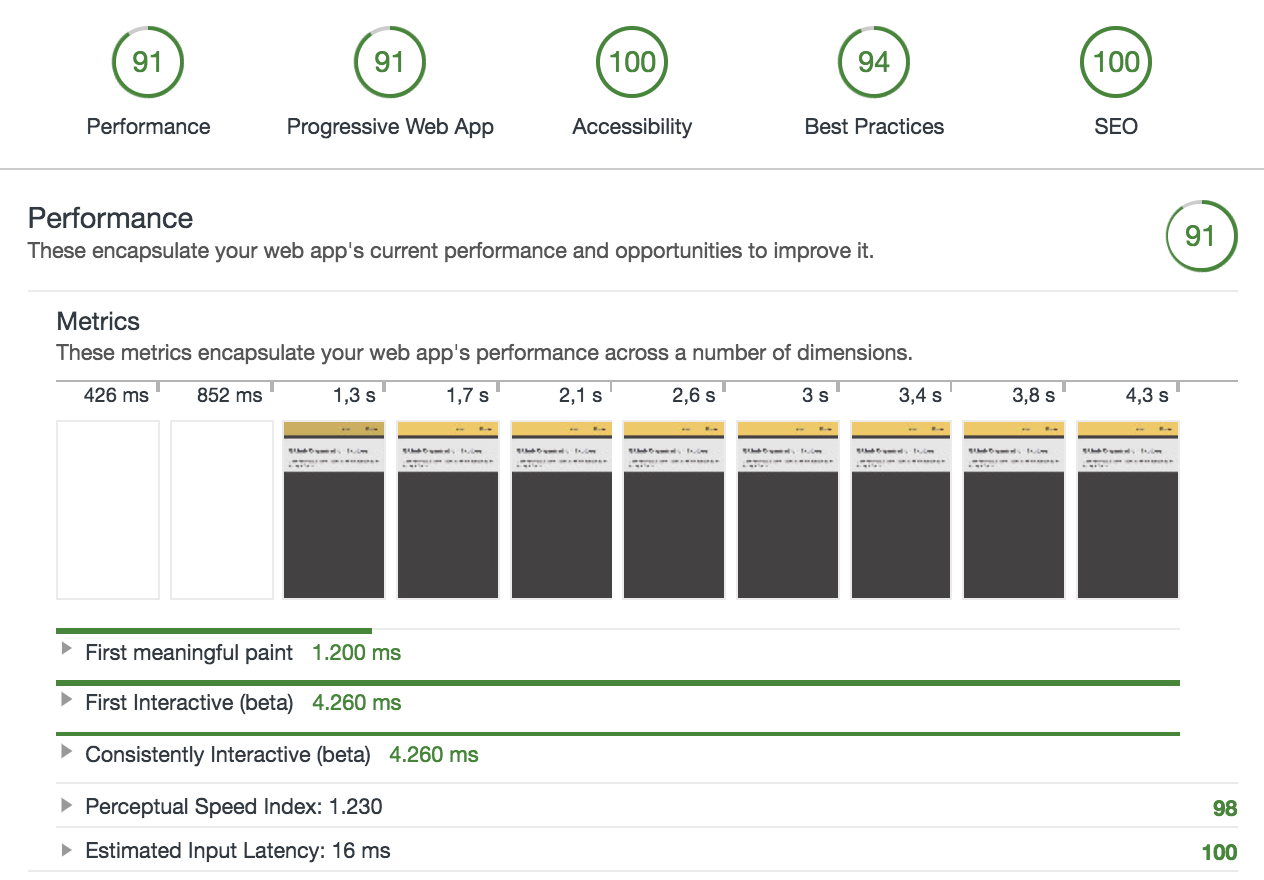 91 91 100 94 100
Performance Progressive Web App Accessibility Best Practices SEO
Performance
These encapsulate your web app's current performance and opportunities to improve it.
91
Metrics
These metrics encapsulate your web app's performance across a number of dimensions.
426 ms 852 ms 1,3 s 1,7 s 2,1 s 2,6 s 3 s 3,4 s 3,8 s 4,3 s
First meaningful paint 1.200 ms
First Interactive (beta) 4.260 ms
Consistently Interactive (beta) 4.260 ms
Perceptual Speed Index: 1.230 98
Estimated Input Latency: 16 ms 100